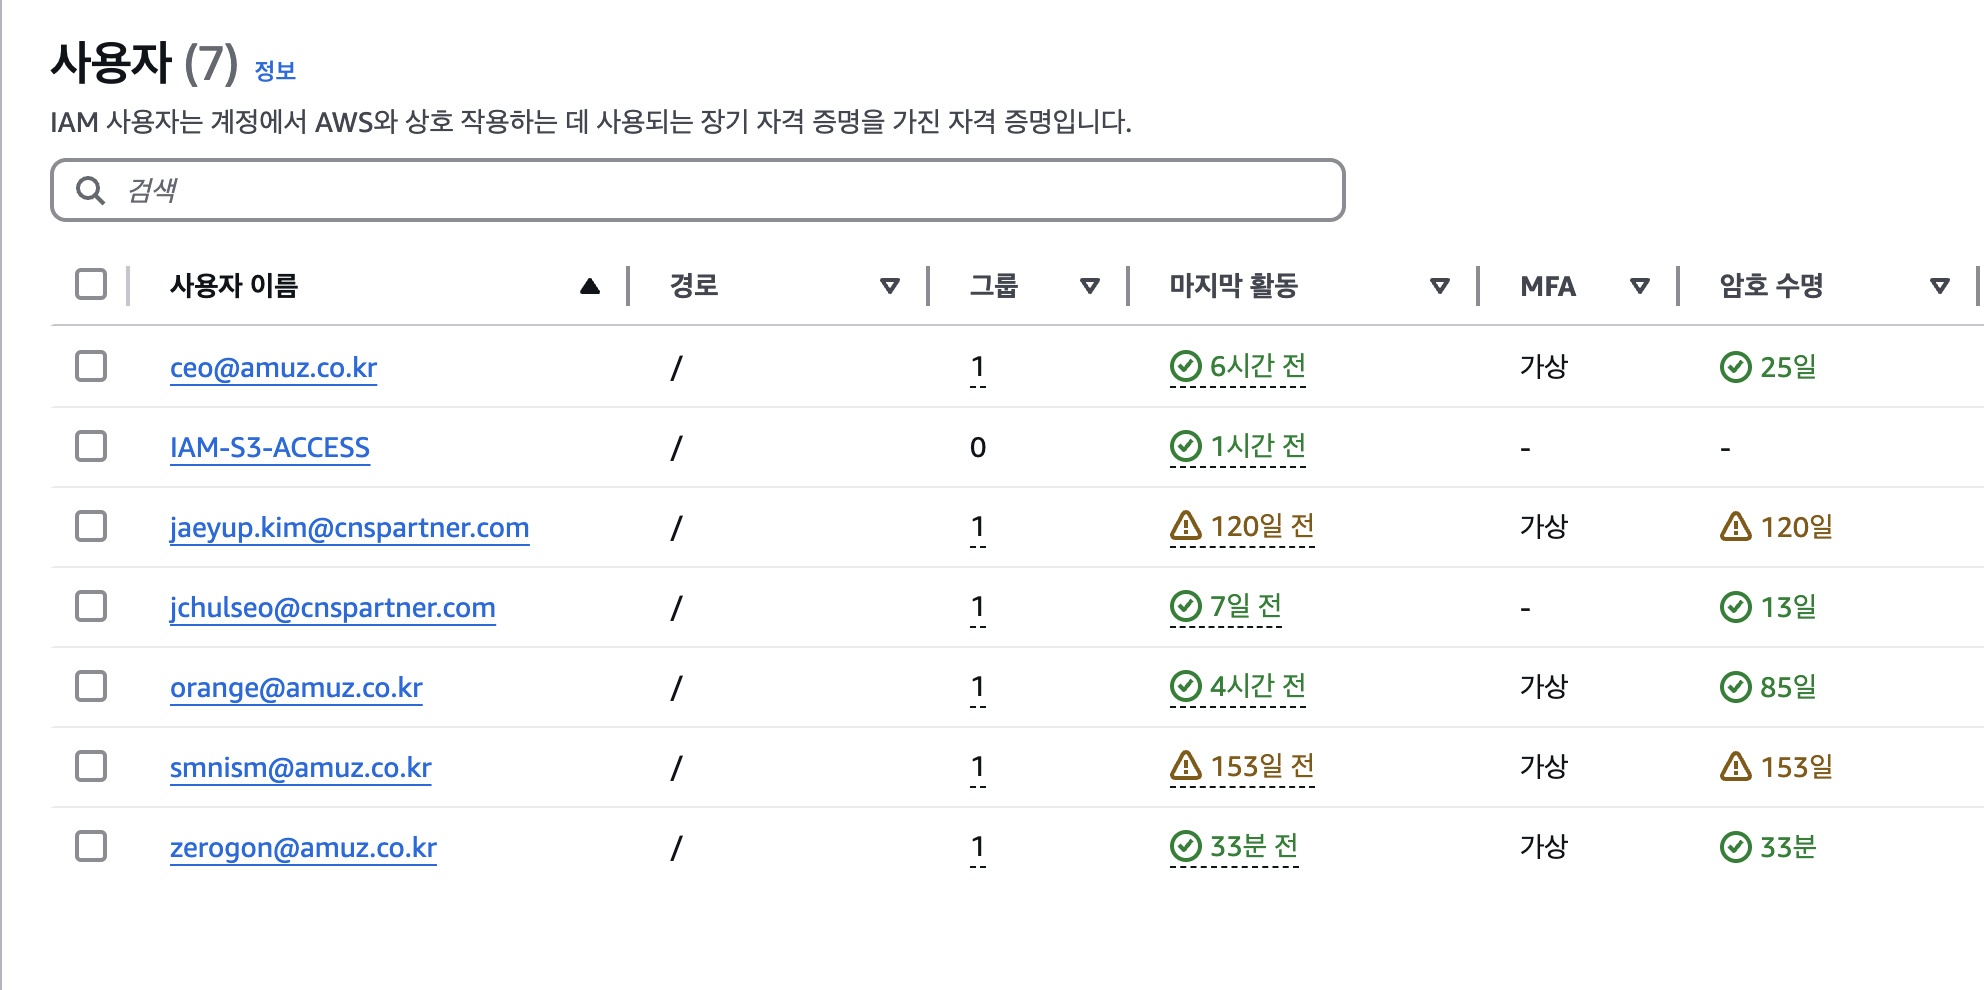 사용자 (7) 정보
IAM 사용자는 계정에서 AWS와 상호 작용하는 데 사용되는 장기 자격 증명을 가진 자격 증명입니다.
검색
사용자 이름 경로 그룹 마지막 활동 MFA 암호 수명
ceo@amuz.co.kr / 1 6시간 전 가상 25일
IAM-S3-ACCESS / 0 1시간 전 - -
jaeyup.kim@cnspartner.com / 1 120일 전 가상 120일
jchulseo@cnspartner.com / 1 7일 전 - 13일
orange@amuz.co.kr / 1 4시간 전 가상 85일
smnism@amuz.co.kr / 1 153일 전 가상 153일
zerogon@amuz.co.kr / 1 33분 전 가상 33분